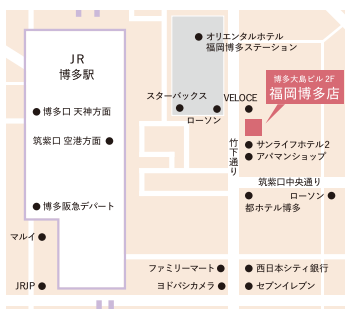 オリエンタルホテル
福岡博多ステーション
JR
博多駅
博多大島ビル 2F
福岡博多店
スターバックス
VELOCE
博多口 天神方面
ローソン
筑紫口 空港方面
竹下通り
サンライフホテル2
アパマンショップ
筑紫口中央通り
博多阪急デパート
ローソン
都ホテル博多
マルイ
ファミリーマート
西日本シティ銀行
JRJP
ヨドバシカメラ
セブンイレブン